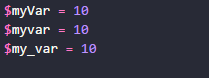 $myVar = 10
$myvar = 10
$my_var = 10